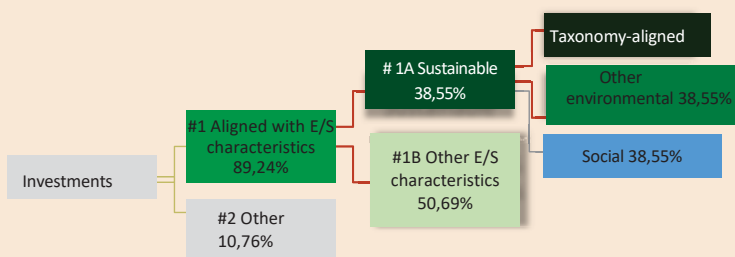 Investments
#1 Aligned with E/S
characteristics
89,24%
#2 Other
10,76%
# 1A Sustainable
38,55%
#1B Other E/S
characteristics
50,69%
Taxonomy-aligned
Other
environmental 38,55%
Social 38,55%